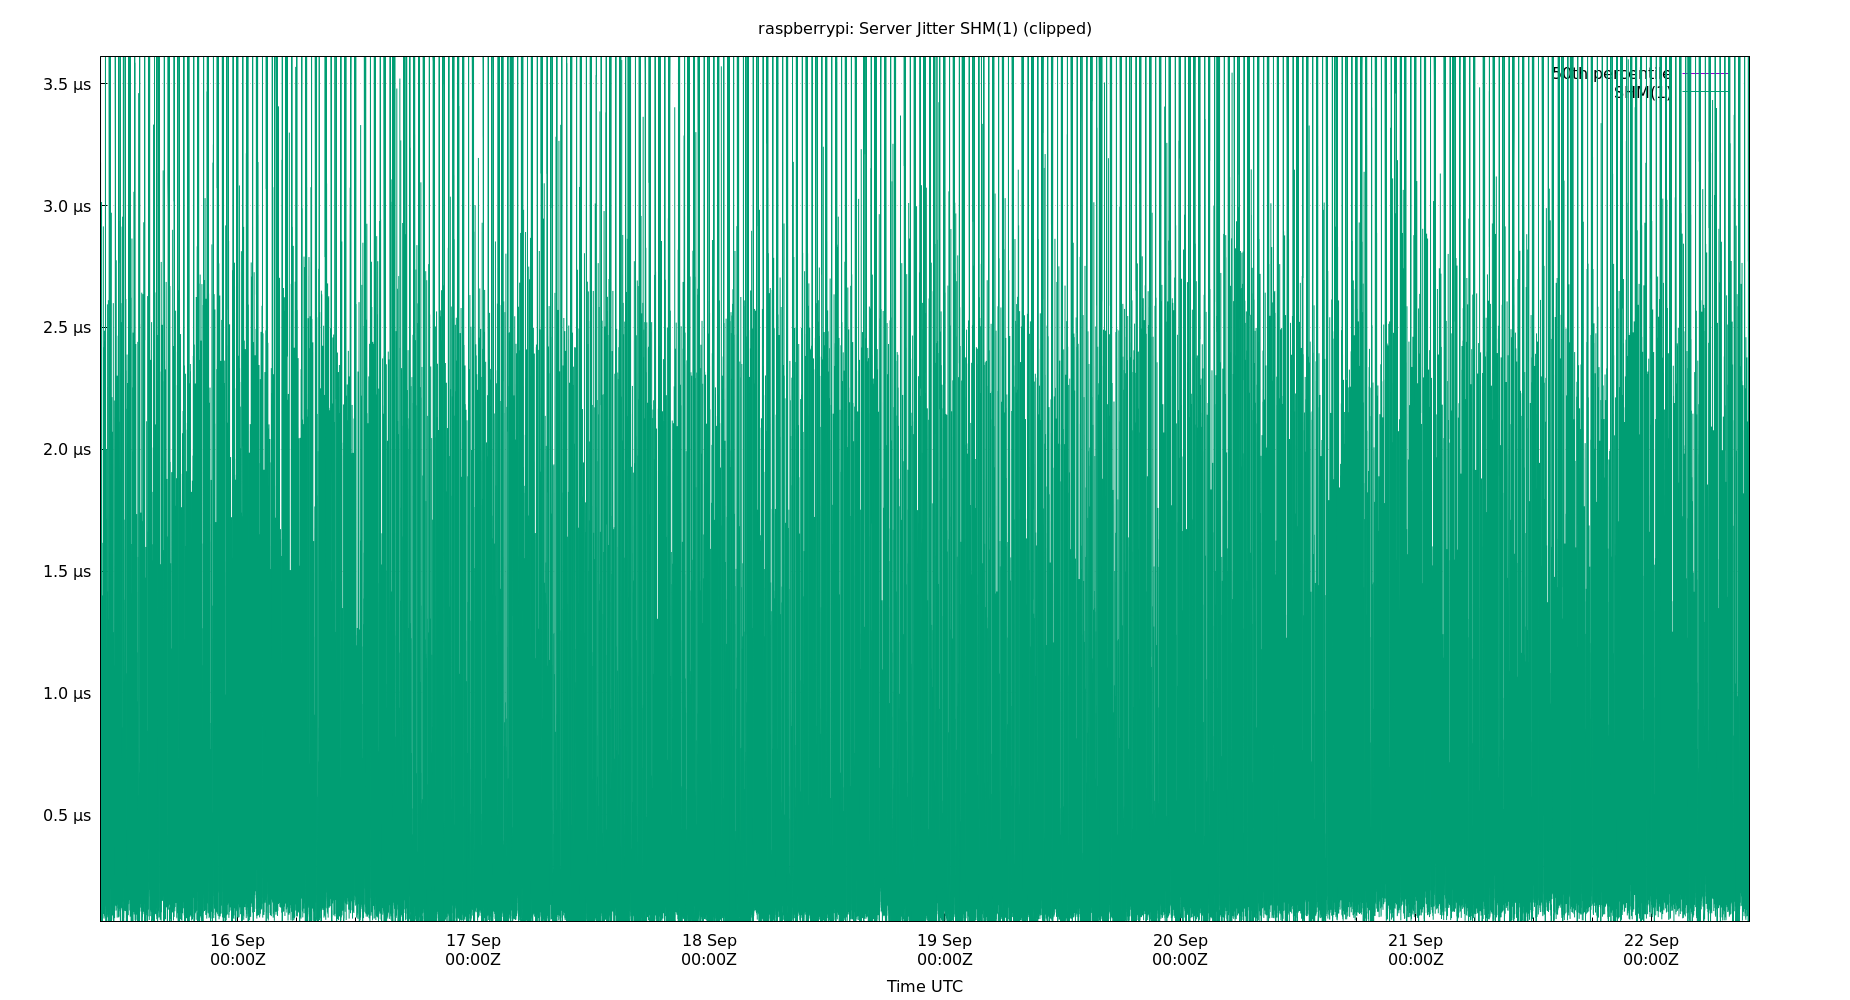 raspberrypi: Server Jitter SHM(1) (clipped)
50th percentile
SHM(1)
3.5 µs
3.0 µs
2.5 µs
2.0 µs
1.5 µs
1.0 µs
0.5 µs
16 Sep 17 Sep 18 Sep 19 Sep 20 Sep 21 Sep 22 Sep
00:00Z 00:00Z 00:00Z 00:00Z 00:00Z 00:00Z 00:00Z
Time UTC